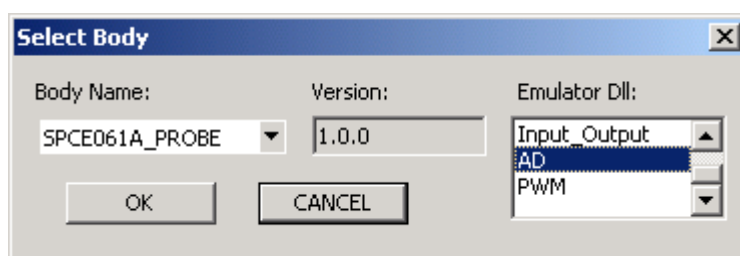 Select Body
Body Name:
Version:
Emulator Dll:
SPCE061A_PROBE
1.0.0
Input_Output
AD
PWM
OK
CANCEL